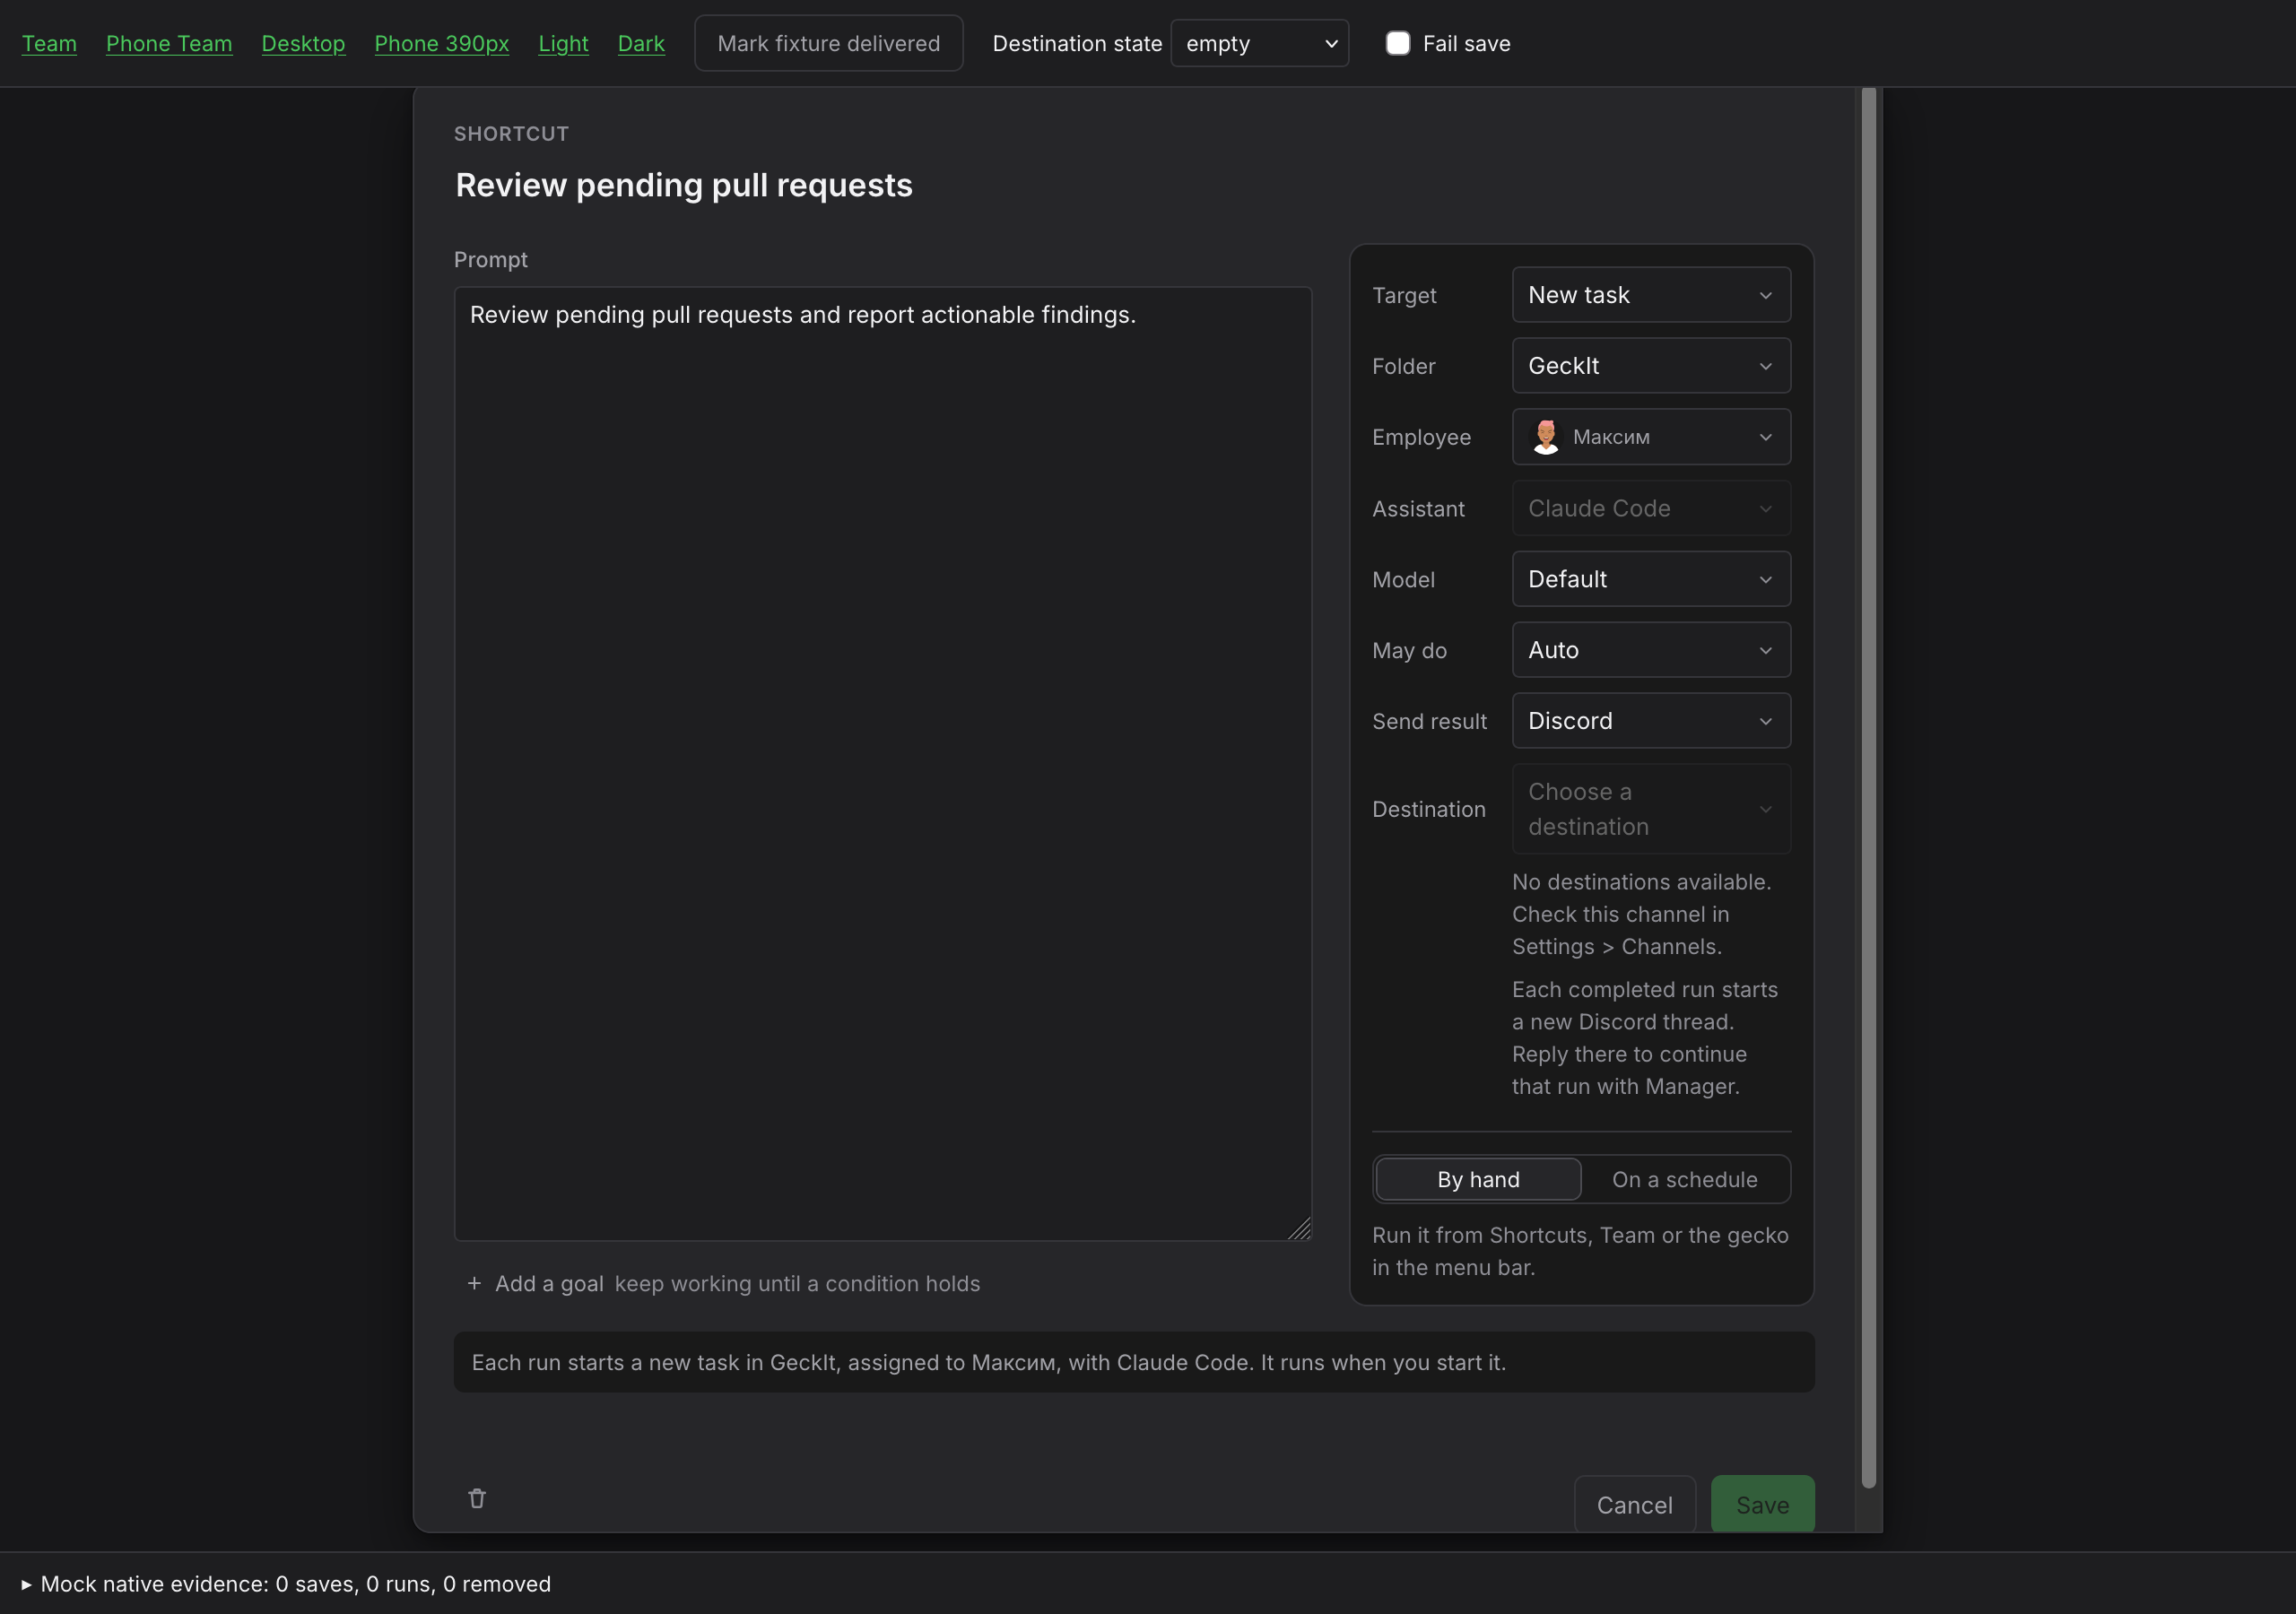 Team Phone Team Desktop Phone 390px Light Dark Mark fixture delivered Destination state empty Fail save
SHORTCUT
Review pending pull requests
Prompt
Review pending pull requests and report actionable findings.
+ Add a goal keep working until a condition holds
Target New task
Folder GeckIt
Employee Максим
Assistant Claude Code
Model Default
May do Auto
Send result Discord
Destination Choose a
destination
No destinations available.
Check this channel in
Settings > Channels.
Each completed run starts
a new Discord thread.
Reply there to continue
that run with Manager.
By hand On a schedule
Run it from Shortcuts, Team or the gecko
in the menu bar.
Each run starts a new task in GeckIt, assigned to Максим, with Claude Code. It runs when you start it.
Cancel Save
Mock native evidence: 0 saves, 0 runs, 0 removed